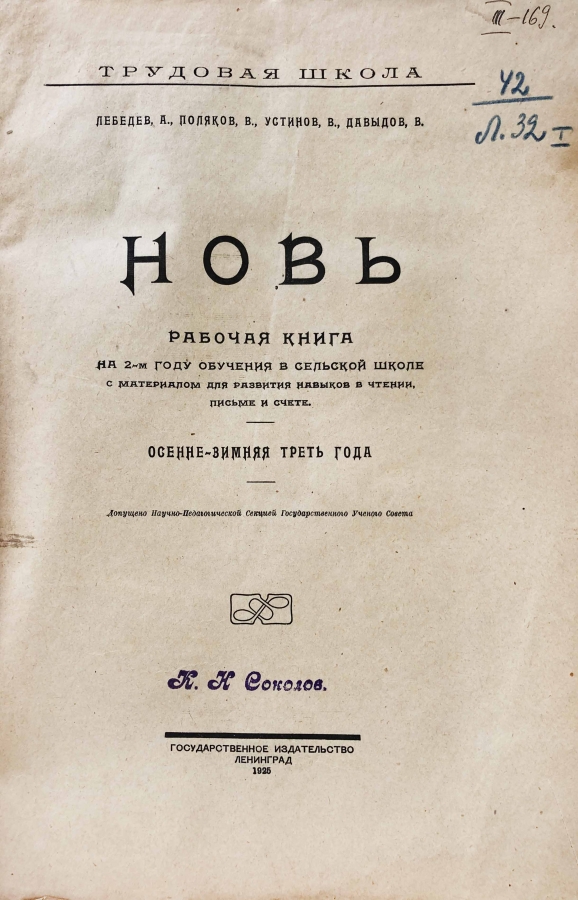 III-169.
ТРУДОВАЯ ШКОЛА
42
Л. 32 I
ЛЕБЕДЕВ, А., ПОЛЯКОВ, В., УСТИНОВ, В., ДАВЫДОВ, В.
НОВЬ
РАБОЧАЯ КНИГА
НА 2-м ГОДУ ОБУЧЕНИЯ В СЕЛЬСКОЙ ШКОЛЕ
С МАТЕРИАЛОМ ДЛЯ РАЗВИТИЯ НАВЫКОВ В ЧТЕНИИ,
ПИСЬМЕ И СЧЕТЕ.
ОСЕННЕ-ЗИМНЯЯ ТРЕТЬ ГОДА
Допущено Научно-Педагогической Секцией Государственного Ученого Совета
К. Н Соколов.
ГОСУДАРСТВЕННОЕ ИЗДАТЕЛЬСТВО
ЛЕНИНГРАД
1925